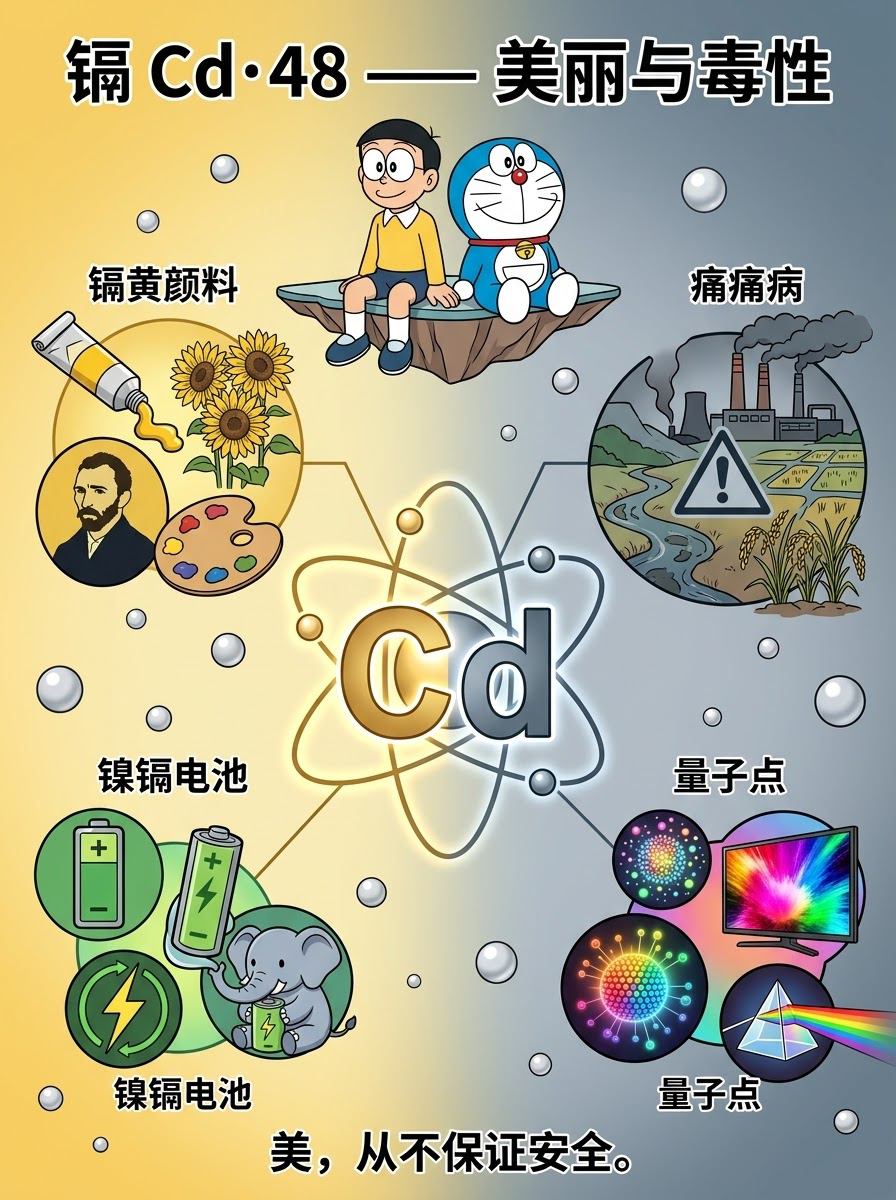 镉 Cd·48 —— 美丽与毒性
镉黄颜料
痛痛病
Cd
镍镉电池
量子点
镍镉电池
量子点
美，从不保证安全。